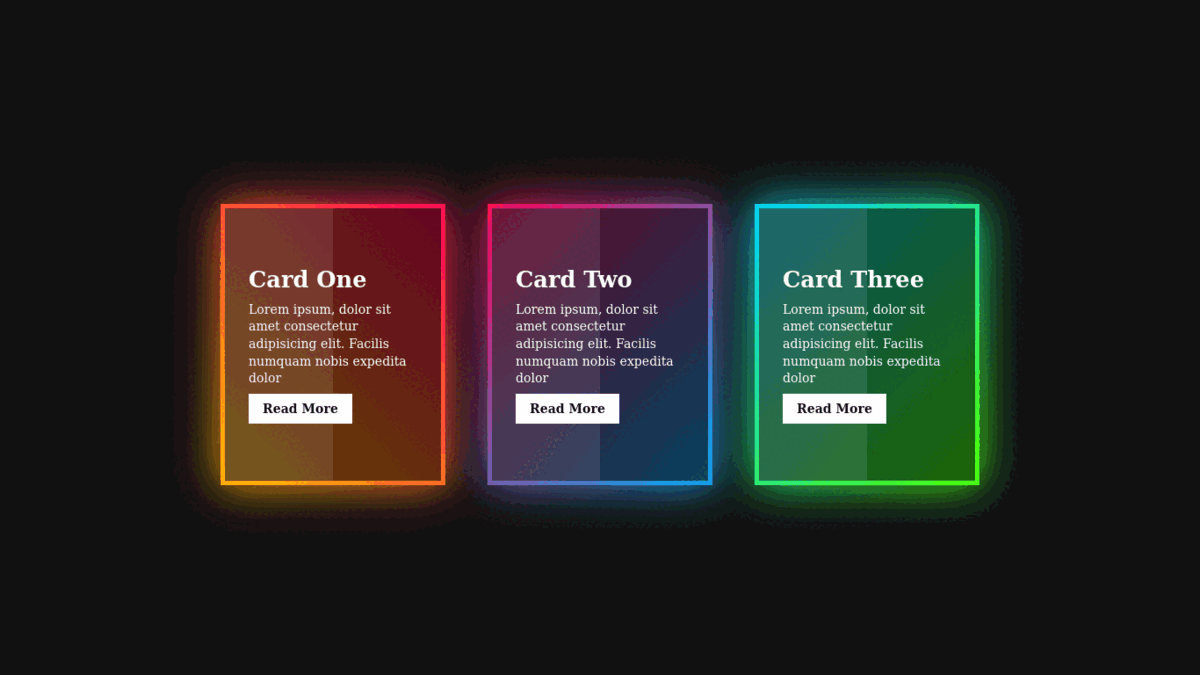 Card One
Lorem ipsum, dolor sit
amet consectetur
adipisicing elit. Facilis
numquam nobis expedita
dolor
Read More
Card Two
Lorem ipsum, dolor sit
amet consectetur
adipisicing elit. Facilis
numquam nobis expedita
dolor
Read More
Card Three
Lorem ipsum, dolor sit
amet consectetur
adipisicing elit. Facilis
numquam nobis expedita
dolor
Read More